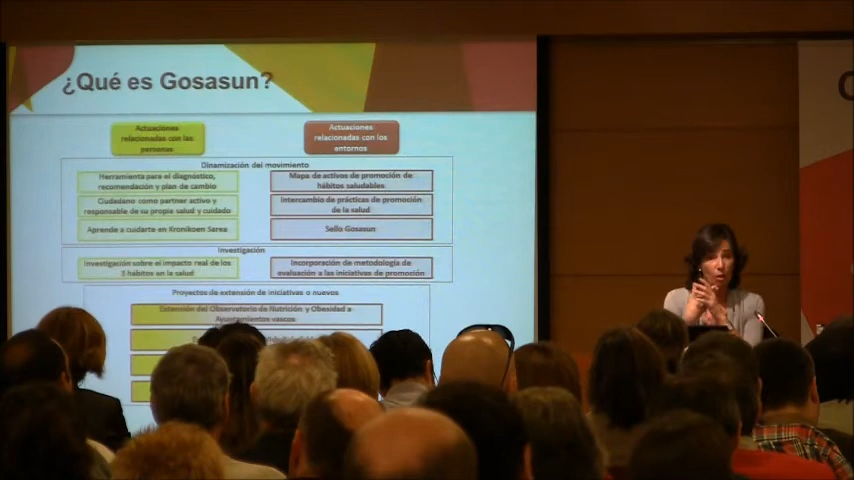 ¿Qué es Gosasun?
Actuaciones
relacionadas con las
personas
Actuaciones
relacionadas con los
entornos
Dinamización del movimiento
Herramienta para el diagnóstico,
recomendación y plan de cambio
Mapa de activos de promoción de
hábitos saludables
Ciudadano como partner activo y
responsable de su propia salud y cuidado
Intercambio de prácticas de promoción
de la salud
Aprende a cuidarte en Kronikoen Sarea
Sello Gosasun
Investigación
Investigación sobre el impacto real de los
3 hábitos en la salud
Incorporación de metodología de
evaluación a las iniciativas de promoción
Proyectos de extensión de iniciativas o nuevos
Extensión del Observatorio de Nutrición y Obesidad a
Ayuntamientos vascos